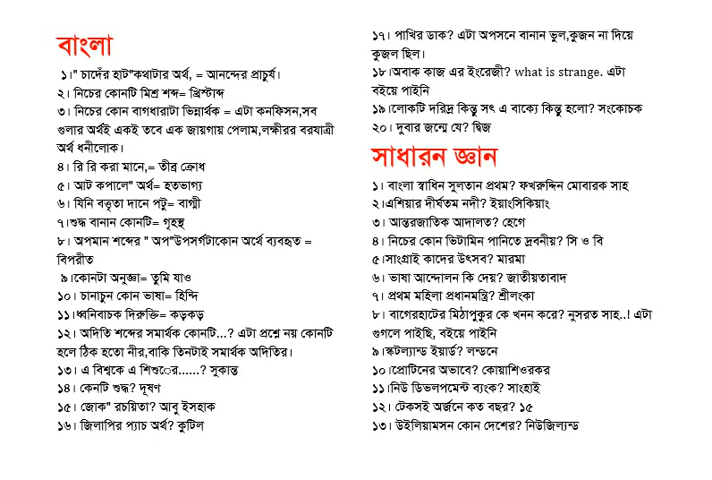 বাংলা
১।" চাদেঁর হাট"কথাটার অর্থ, = আনন্দের প্রাচুর্য।
২। নিচের কোনটি মিশ্র শব্দ= খ্রিস্টাব্দ
৩। নিচের কোন বাগধারাটা ভিন্নার্থক = এটা কনফিসন,সব
গুলার অর্থই একই তবে এক জায়গায় পেলাম,লক্ষীরর বরযাত্রী
অর্থ ধনীলোক।
৪। রি রি করা মানে,= তীব্র ক্রোধ
৫। আট কপালে" অর্থ= হতভাগ্য
৬। যিনি বত্তৃতা দানে পটু= বাগ্মী
৭।শুদ্ধ বানান কোনটি= গৃহস্থ
৮। অপমান শব্দের " অপ"উপসর্গটাকোন অর্থে ব্যবহৃত =
বিপরীত
৯।কোনটা অনুজ্ঞা= তুমি যাও
১০। চানাচুন কোন ভাষা= হিন্দি
১১।ধ্বনিবাচক দিরুক্তি= কড়কড়
১২। অদিতি শব্দের সমার্থক কোনটি...? এটা প্রশ্নে নয় কোনটি
হলে ঠিক হতো নীর,বাকি তিনটাই সমার্থক অদিতির।
১৩। এ বিশ্বকে এ শিশুের......? সুকান্ত
১৪। কেনটি শুদ্ধ? দূষণ
১৫। জোক" রচয়িতা? আবু ইসহাক
১৬। জিলাপির প্যাচ অর্থ? কুটিল
১৭। পাখির ডাক? এটা অপসনে বানান ভুল,কুজন না দিয়ে
কুজল ছিল।
১৮।অবাক কাজ এর ইংরেজী? what is strange. এটা
বইয়ে পাইনি
১৯।লোকটি দরিদ্র কিন্তু সৎ এ বাক্যে কিন্তু হলো? সংকোচক
২০। দুবার জন্মে যে? দ্বিজ
সাধারন জ্ঞান
১। বাংলা স্বাধিন সুলতান প্রথম? ফখরুদ্দিন মোবারক সাহ
২।এশিয়ার দীর্ঘতম নদী? ইয়াংসিকিয়াং
৩। আন্তরজাতিক আদালত? হেগে
৪। নিচের কোন ভিটামিন পানিতে দ্রবনীয়? সি ও বি
৫।সাংগ্রাই কাদের উৎসব? মারমা
৬। ভাষা আন্দোলন কি দেয়? জাতীয়তাবাদ
৭। প্রথম মহিলা প্রধানমন্ত্রি? শ্রীলংকা
৮। বাগেরহাটের মিঠাপুকুর কে খনন করে? নুসরত সাহ..! এটা
গুগলে পাইছি, বইয়ে পাইনি
৯।স্কটল্যান্ড ইয়ার্ড? লন্ডনে
১০।প্রোটিনের অভাবে? কোয়াশিওরকর
১১।নিউ ডিভলপমেন্ট ব্যংক? সাংহাই
১২। টেকসই অর্জনে কত বছর? ১৫
১৩। উইলিয়ামসন কোন দেশের? নিউজিল্যন্ড